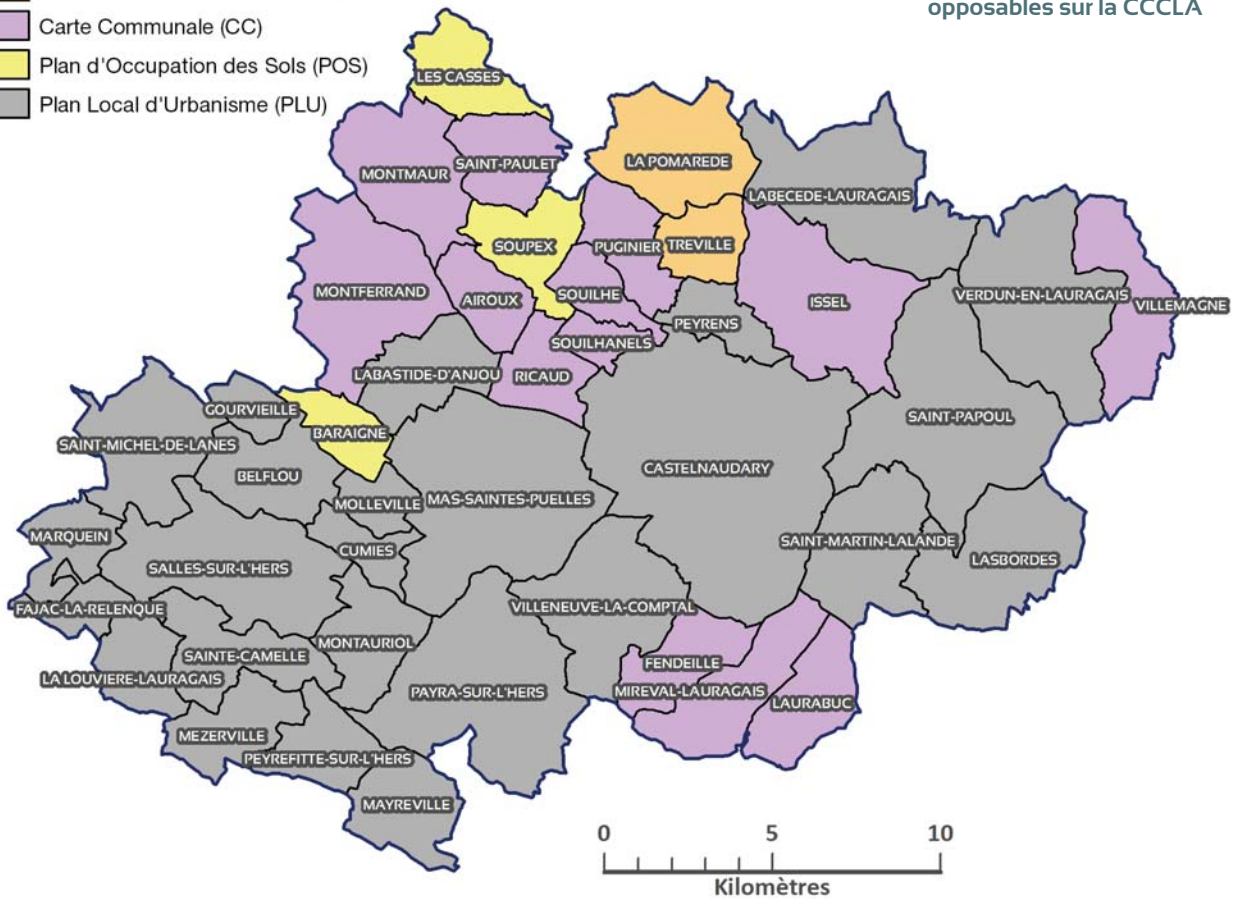 opposables sur la CCCLA
Carte Communale (CC)
Plan d'Occupation des Sols (POS)
Plan Local d'Urbanisme (PLU)
LES CASSES
LA POMAREDE
SAINT-PAULET
MONTMAUR
LABECEDE-LAURAGAIS
SOUPEX
PUGINIER
TREVILLE
MONTFERRAND
AIROUX
SOUILHE
ISSEL
VERDUN-EN-LAURAGAIS
VILLEMAGNE
PEYRENS
SOUILHANELS
LABASTIDE-D'ANJOU
RICAUD
GOURVIEILLE
SAINT-PAPOUL
BARAIGNE
SAINT-MICHEL-DE-LANES
CASTELNAUDARY
BELFLOU
MOLLEVILLE
MAS-SAINTES-PUELLES
MARQUEIN
CUMIES
SAINT-MARTIN-LALANDE
LASBORDES
SALLES-SUR-L'HERS
FAJAC-LA-RELENQUE
VILLENEUVE-LA-COMPTAL
MONTAURIOL
SAINTE-CAMELLE
FENDEILLE
LA LOUVIERE-LAURAGAIS
PAYRA-SUR-L'HERS
MIREVAL-LAURAGAIS
LAURABUC
MEZERVILLE
PEYREFITTE-SUR-L'HERS
MAYREVILLE
0 5 10
Kilomètres